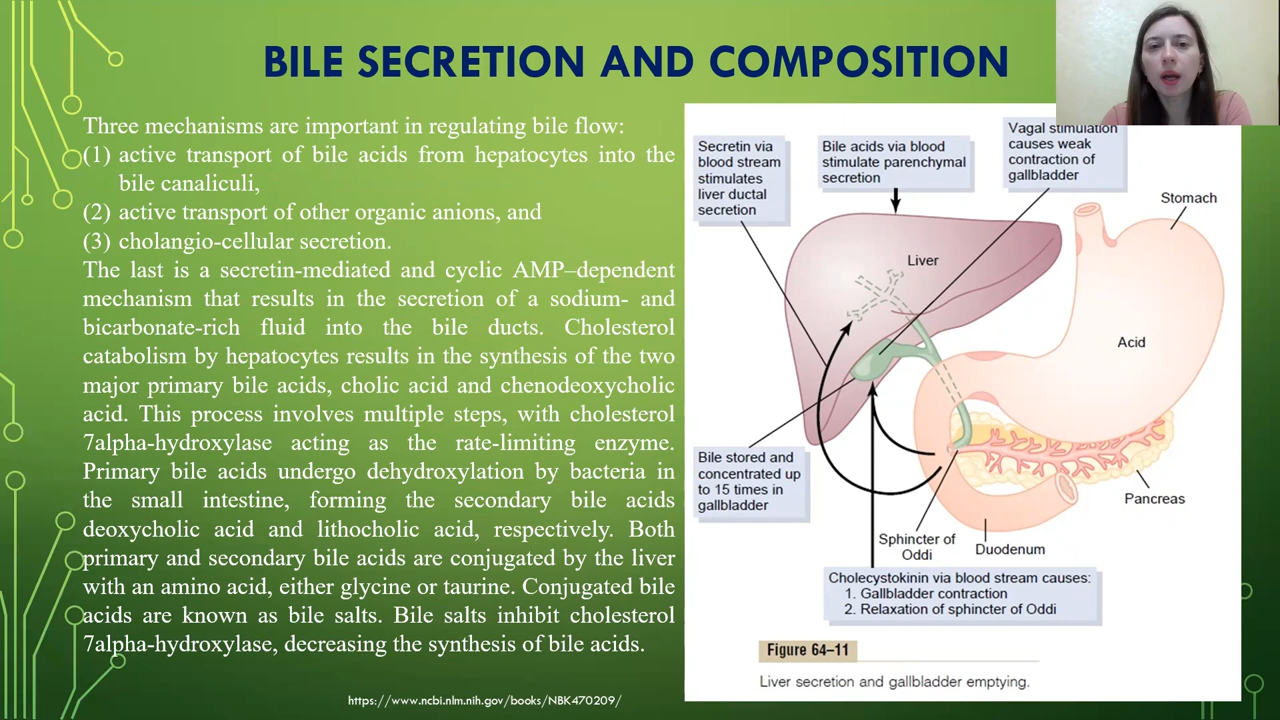 BILE SECRETION AND COMPOSITION
Three mechanisms are important in regulating bile flow:
(1) active transport of bile acids from hepatocytes into the
bile canaliculi,
(2) active transport of other organic anions, and
(3) cholangio-cellular secretion.
The last is a secretin-mediated and cyclic AMP–dependent
mechanism that results in the secretion of a sodium- and
bicarbonate-rich fluid into the bile ducts. Cholesterol
catabolism by hepatocytes results in the synthesis of the two
major primary bile acids, cholic acid and chenodeoxycholic
acid. This process involves multiple steps, with cholesterol
7alpha-hydroxylase acting as the rate-limiting enzyme.
Primary bile acids undergo dehydroxylation by bacteria in
the small intestine, forming the secondary bile acids
deoxycholic acid and lithocholic acid, respectively. Both
primary and secondary bile acids are conjugated by the liver
with an amino acid, either glycine or taurine. Conjugated bile
acids are known as bile salts. Bile salts inhibit cholesterol
7alpha-hydroxylase, decreasing the synthesis of bile acids.
https://www.ncbi.nlm.nih.gov/books/NBK470209/
Secretin via
blood stream
stimulates
liver ductal
secretion
Bile acids via blood
stimulate parenchymal
secretion
Vagal stimulation
causes weak
contraction of
gallbladder
Stomach
Liver
Acid
Bile stored and
concentrated up
to 15 times in
gallbladder
Pancreas
Sphincter of
Oddi
Duodenum
Cholecystokinin via blood stream causes:
1. Gallbladder contraction
2. Relaxation of sphincter of Oddi
Figure 64–11
Liver secretion and gallbladder emptying.